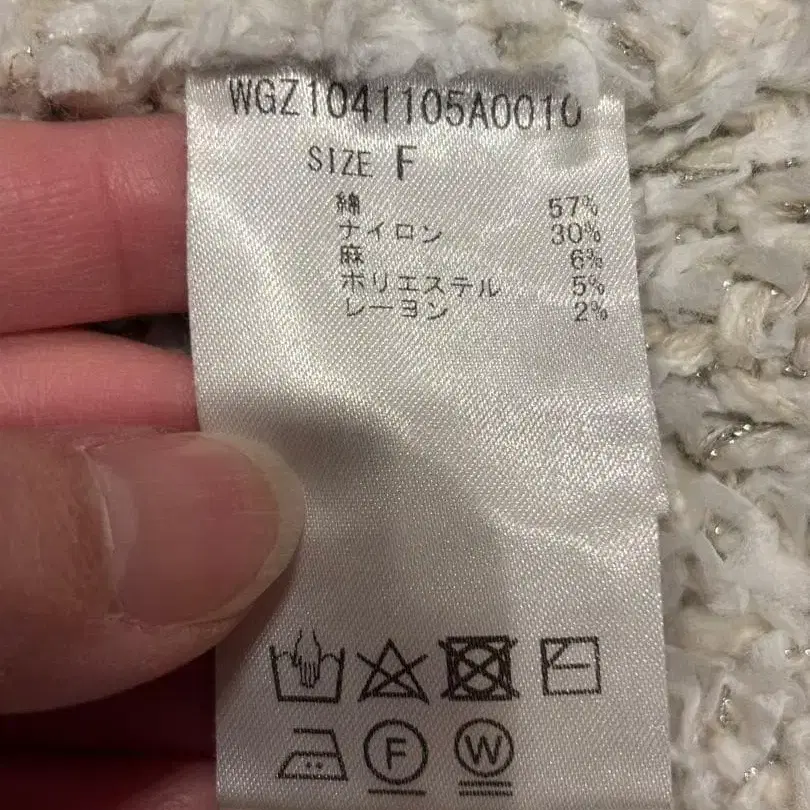 WGZ1041105A0010
SIZE F
綿 57%
ナイロン 30%
麻 6%
ポリエステル 5%
レーヨン 2%
F W